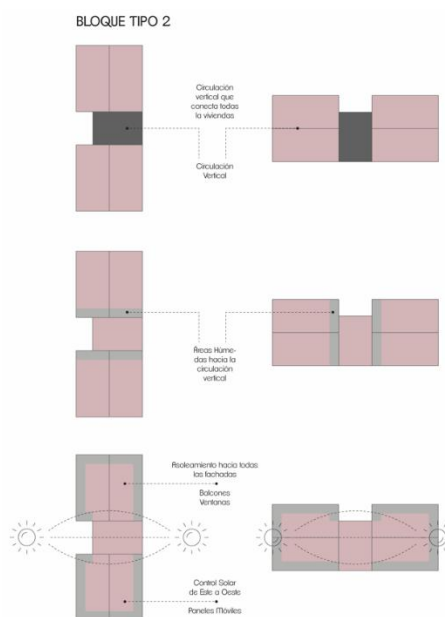 BLOQUE TIPO 2
Circulación
vertical que
conecta todas
la viviendas
Circulación
Vertical
Áreas Húme-
das hacia la
circulación
vertical
Asoleamiento hacia todas
las fachadas
Balcones
Ventanas
Control Solar
de Este a Oeste
Paneles Móviles